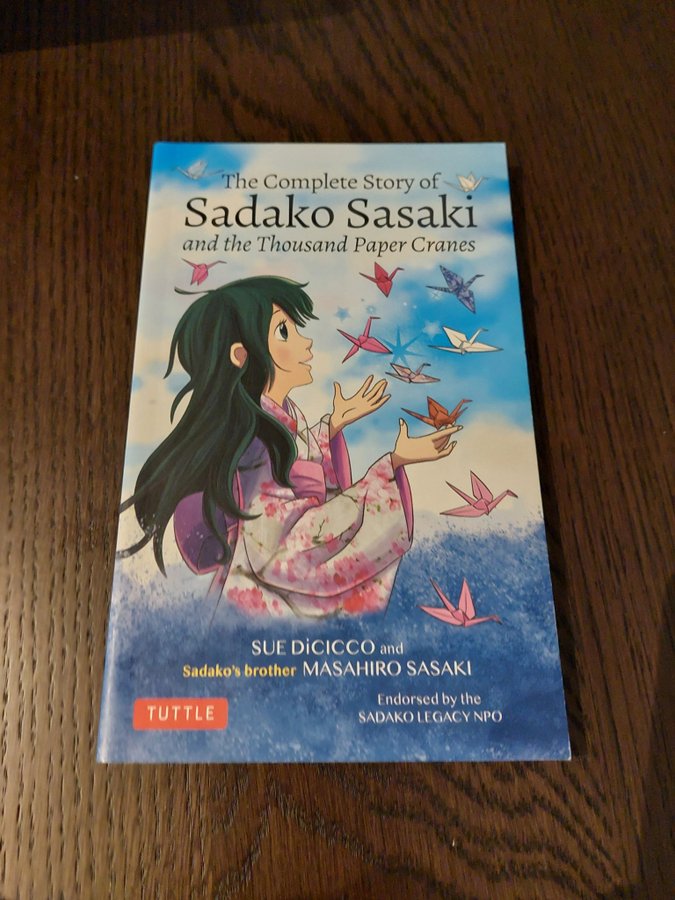 The Complete Story of
Sadako Sasaki
and the Thousand Paper Cranes
SUE DiCICCO and
Sadako's brother MASAHIRO SASAKI
Endorsed by the
SADAKO LEGACY NPO
TUTTLE